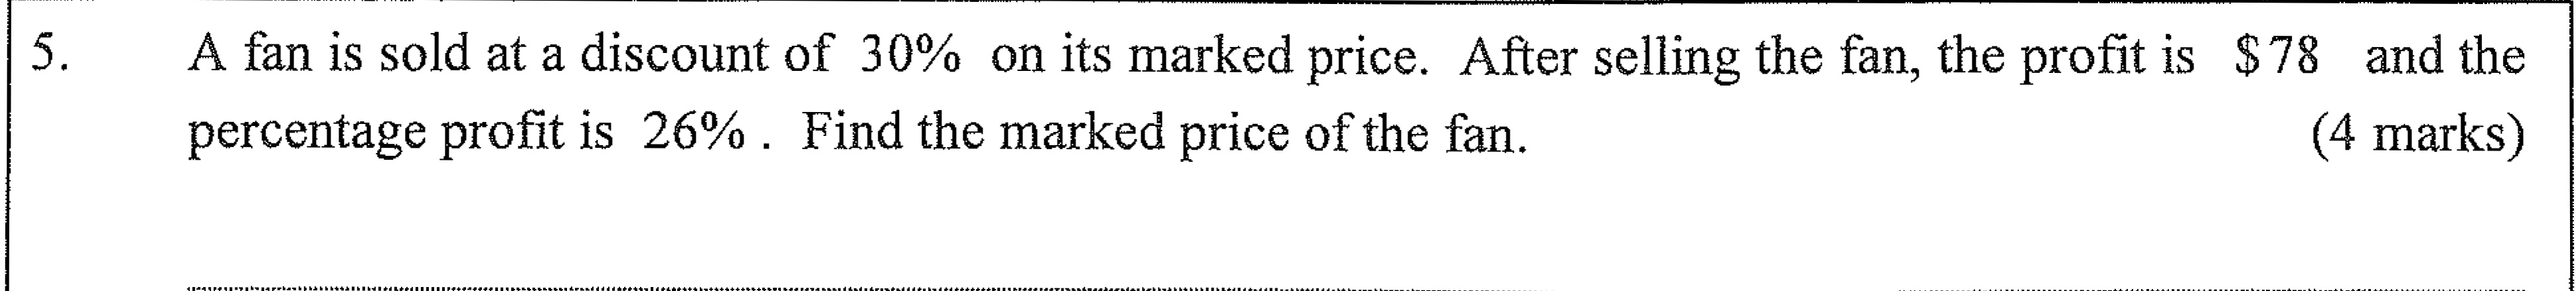 5. A fan is sold at a discount of 30% on its marked price. After selling the fan, the profit is $78 and the
percentage profit is 26% . Find the marked price of the fan. (4 marks)